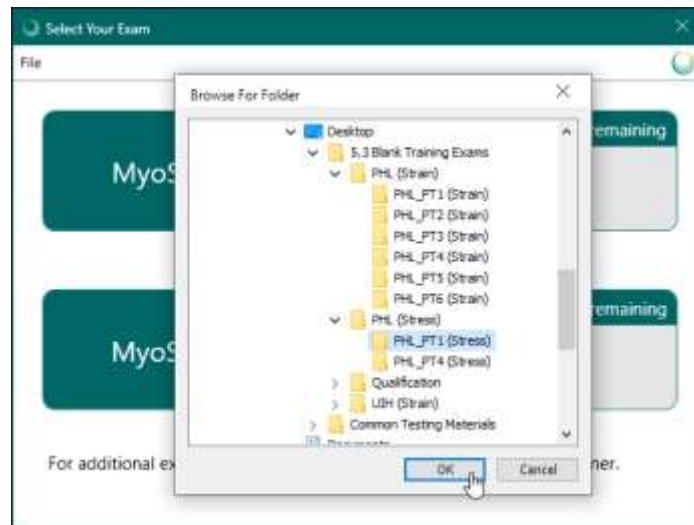 Select Your Exam
File
Browse For Folder
remaining
Desktop
5.3 Blank Training Exams
PHL (Strain)
MyoS
PHL_PT1 (Strain)
PHL_PT2 (Strain)
PHL_PT3 (Strain)
PHL_PT4 (Strain)
PHL_PT5 (Strain)
PHL_PT6 (Strain)
remaining
PHL (Stress)
MyoS
PHL_PT1 (Stress)
PHL_PT4 (Stress)
Qualification
UIH (Strain)
Common Testing Materials
Documents
For additional ex
ner.
OK
Cancel